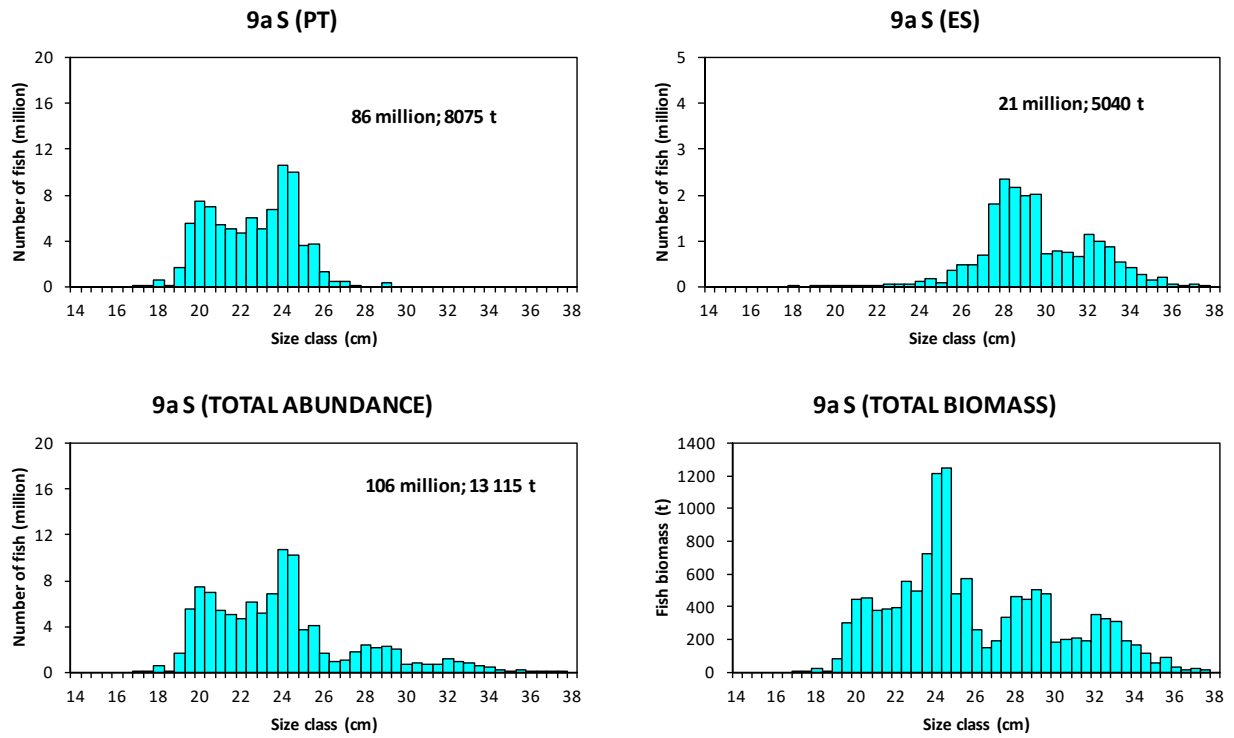 9a S (PT)
Number of fish (million)
20
16
12
8
4
0
86 million; 8075 t
14 16 18 20 22 24 26 28 30 32 34 36 38
Size class (cm)
9a S (ES)
Number of fish (million)
5
4
3
2
1
0
21 million; 5040 t
14 16 18 20 22 24 26 28 30 32 34 36 38
Size class (cm)
9a S (TOTAL ABUNDANCE)
Number of fish (million)
20
16
12
8
4
0
106 million; 13 115 t
14 16 18 20 22 24 26 28 30 32 34 36 38
Size class (cm)
9a S (TOTAL BIOMASS)
Fish biomass (t)
1400
1200
1000
800
600
400
200
0
14 16 18 20 22 24 26 28 30 32 34 36 38
Size class (cm)